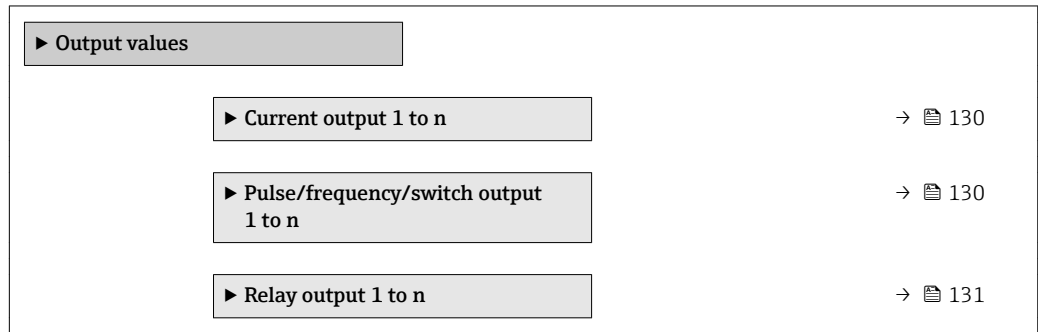 ► Output values
► Current output 1 to n → 130
► Pulse/frequency/switch output → 130
1 to n
► Relay output 1 to n → 131